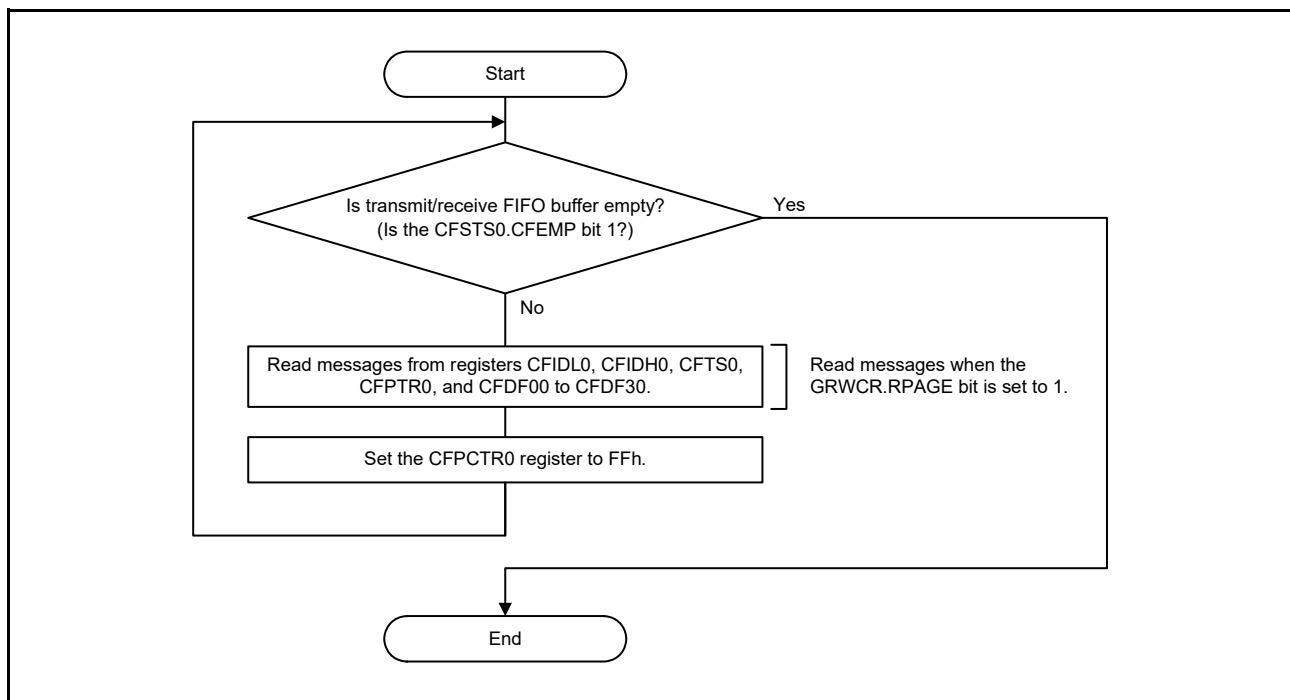 Start
Is transmit/receive FIFO buffer empty?
(Is the CFSTS0.CFEMP bit 1?)
Yes
No
Read messages from registers CFIDL0, CFIDH0, CFTS0,
CFPTR0, and CFDF00 to CFDF30.
Read messages when the
GRWCR.RPAGE bit is set to 1.
Set the CFPCTR0 register to FFh.
End